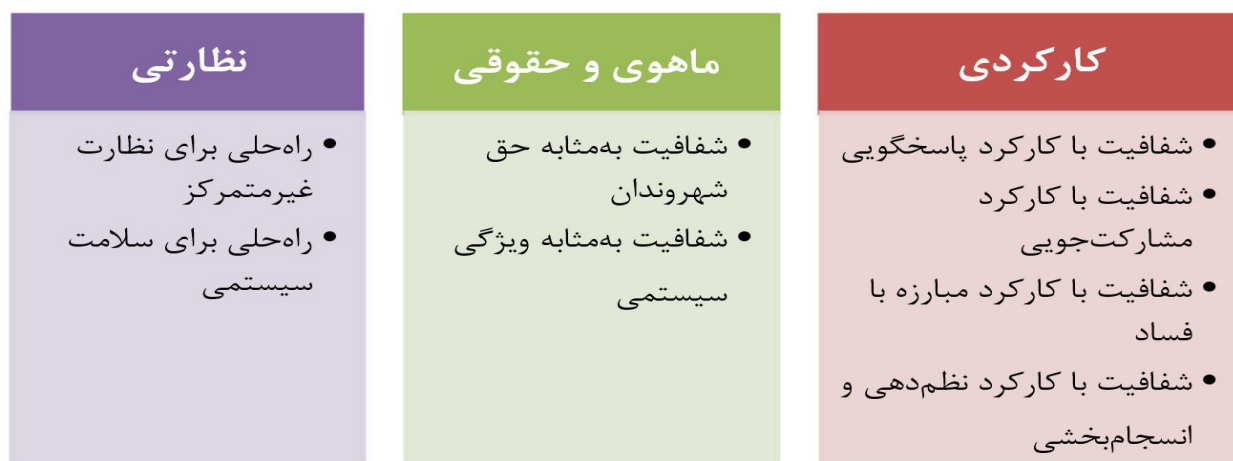 کارکردی
• شفافیت با کارکرد پاسخگویی
• شفافیت با کارکرد
مشارکت‌جویی
• شفافیت با کارکرد مبارزه با
فساد
• شفافیت با کارکرد نظم‌دهی و
انسجام‌بخشی
ماهوی و حقوقی
• شفافیت به‌مثابه حق
شهروندان
• شفافیت به‌مثابه ویژگی
سیستمی
نظارتی
• راه‌حلی برای نظارت
غیرمتمرکز
• راه‌حلی برای سلامت
سیستمی